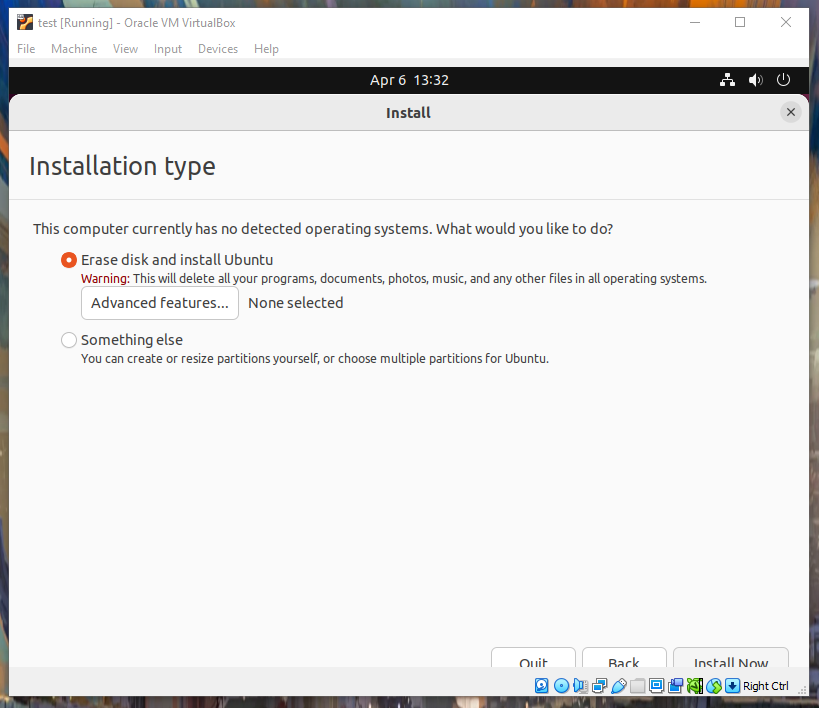 test [Running] - Oracle VM VirtualBox
File Machine View Input Devices Help
Apr 6 13:32
Install
Installation type
This computer currently has no detected operating systems. What would you like to do?
Erase disk and install Ubuntu
Warning: This will delete all your programs, documents, photos, music, and any other files in all operating systems.
Advanced features... None selected
Something else
You can create or resize partitions yourself, or choose multiple partitions for Ubuntu.
Quit Back Install Now
Right Ctrl